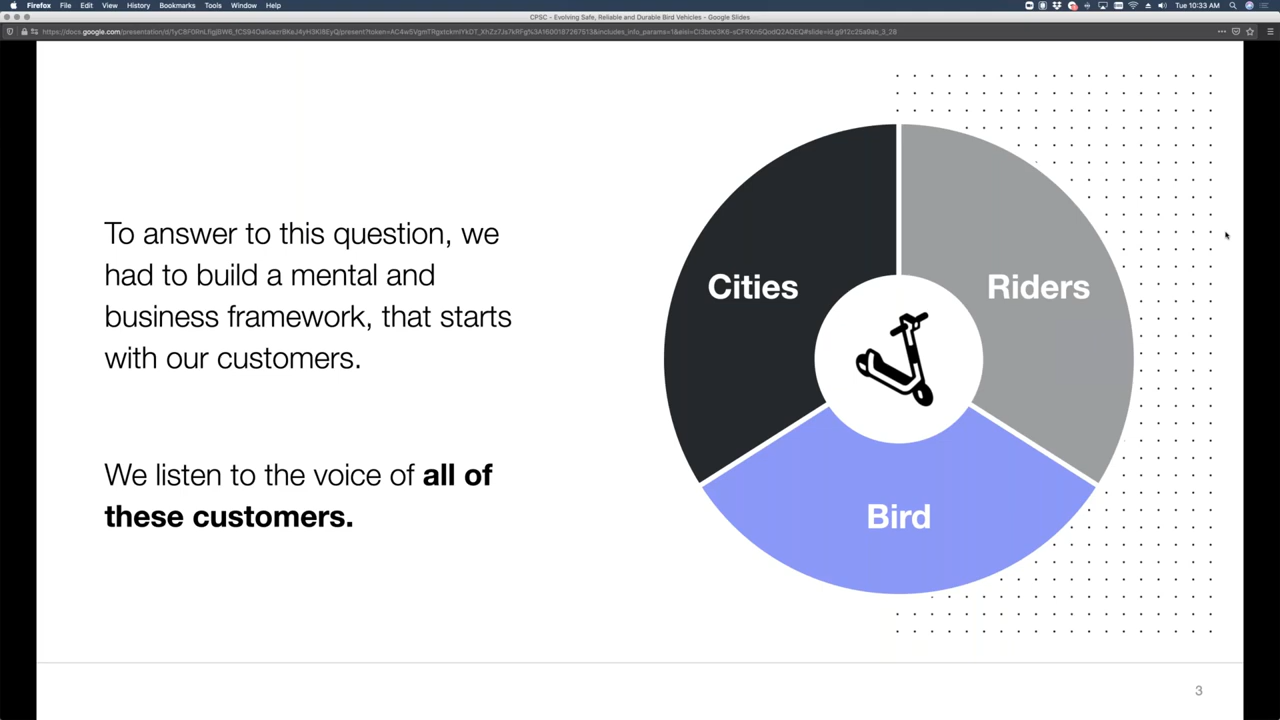 Firefox File Edit View History Bookmarks Tools Window Help
Tue 10:33 AM
CPSC - Evolving Safe, Reliable and Durable Bird Vehicles - Google Slides
To answer to this question, we
had to build a mental and
business framework, that starts
with our customers.
We listen to the voice of all of
these customers.
Cities
Riders
Bird
3